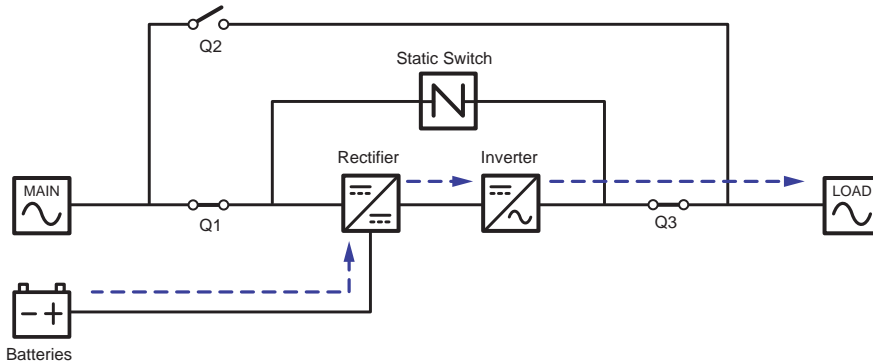 Q2
Static Switch
Rectifier
Inverter
MAIN
LOAD
Q1
Q3
Batteries